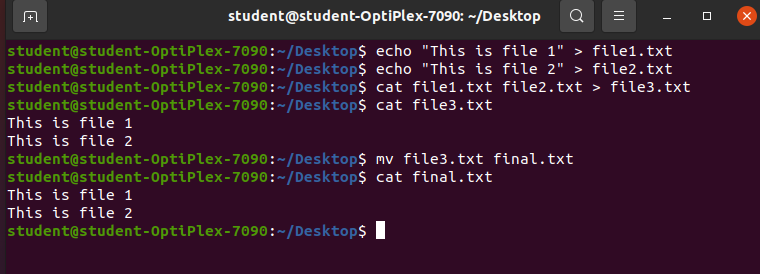 student@student-OptiPlex-7090: ~/Desktop
student@student-OptiPlex-7090:~/Desktop$ echo "This is file 1" > file1.txt
student@student-OptiPlex-7090:~/Desktop$ echo "This is file 2" > file2.txt
student@student-OptiPlex-7090:~/Desktop$ cat file1.txt file2.txt > file3.txt
student@student-OptiPlex-7090:~/Desktop$ cat file3.txt
This is file 1
This is file 2
student@student-OptiPlex-7090:~/Desktop$ mv file3.txt final.txt
student@student-OptiPlex-7090:~/Desktop$ cat final.txt
This is file 1
This is file 2
student@student-OptiPlex-7090:~/Desktop$